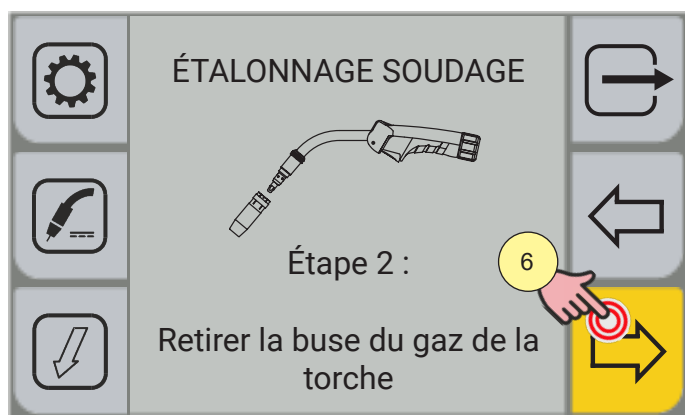 ÉTALONNAGE SOUDAGE
Étape 2 :
6
Retirer la buse du gaz de la
torche